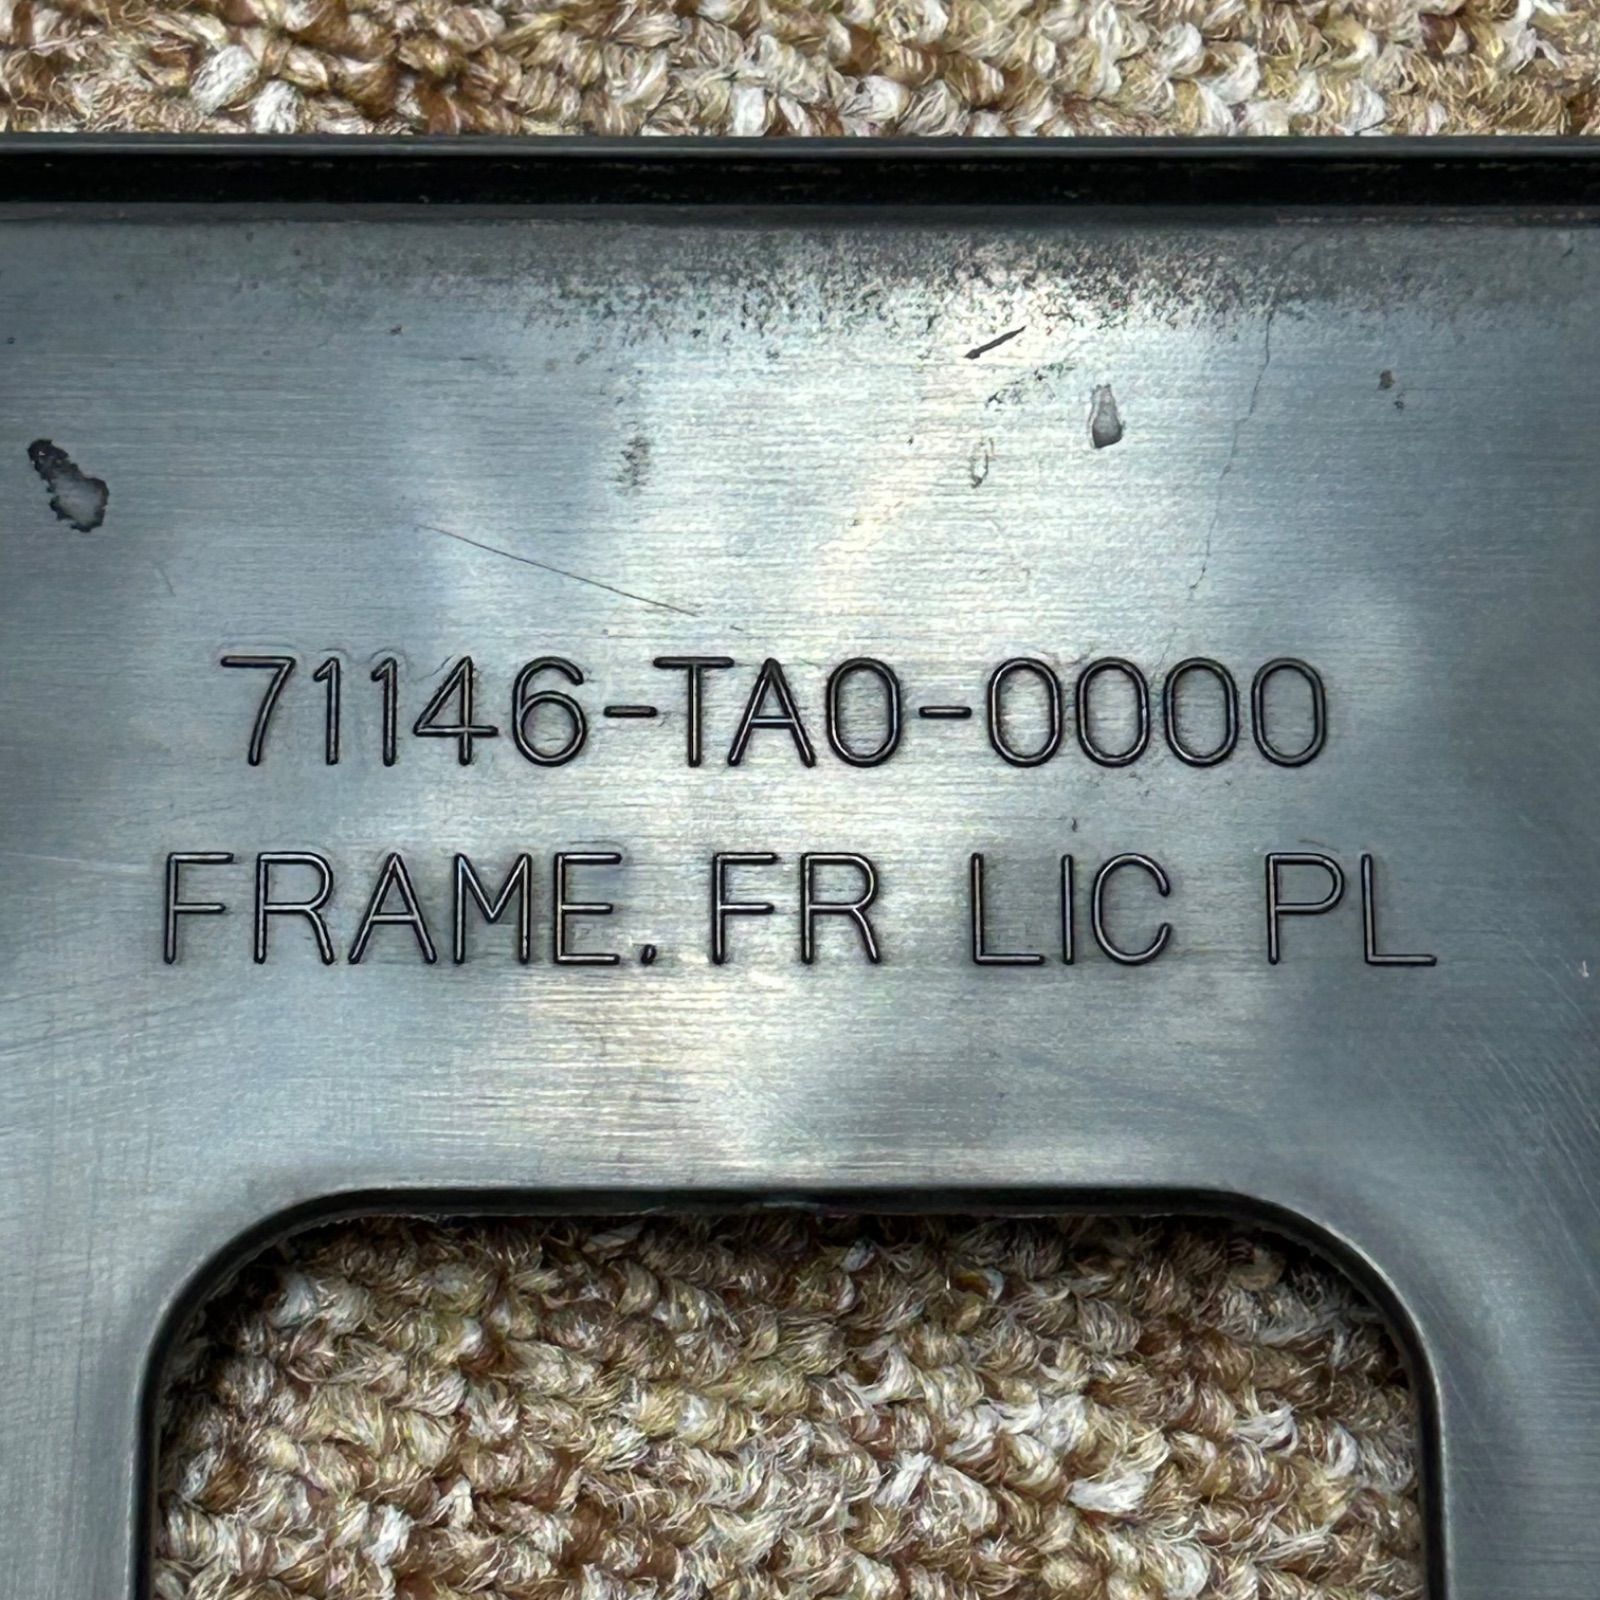 71146-TA0-0000
FRAME, FR LIC PL